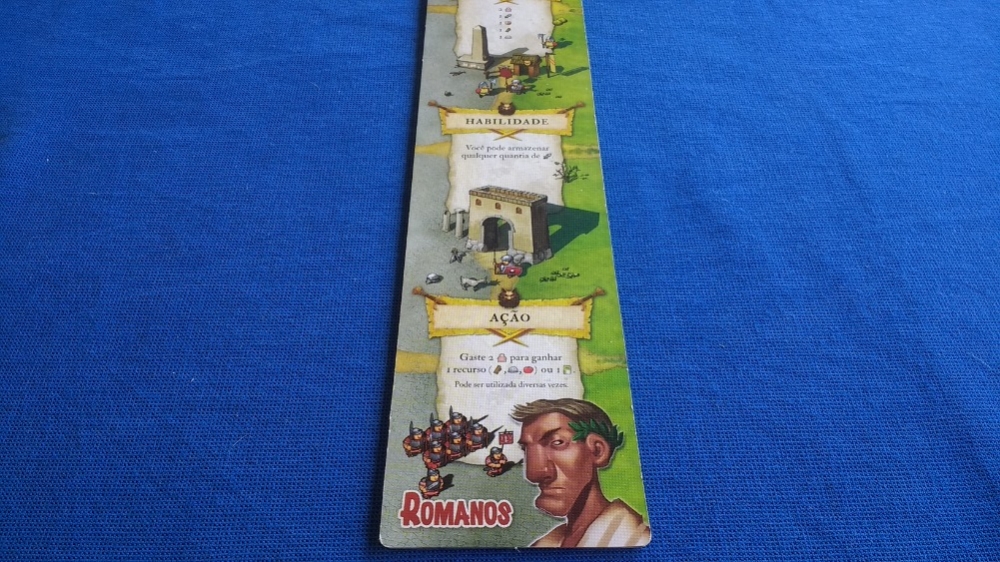 HABILIDADE
Você pode armazenar
qualquer quantia de
AÇÃO
Gaste 2 para ganhar
1 recurso ( , , ) ou 1 .
Pode ser utilizada diversas vezes.
ROMANOS